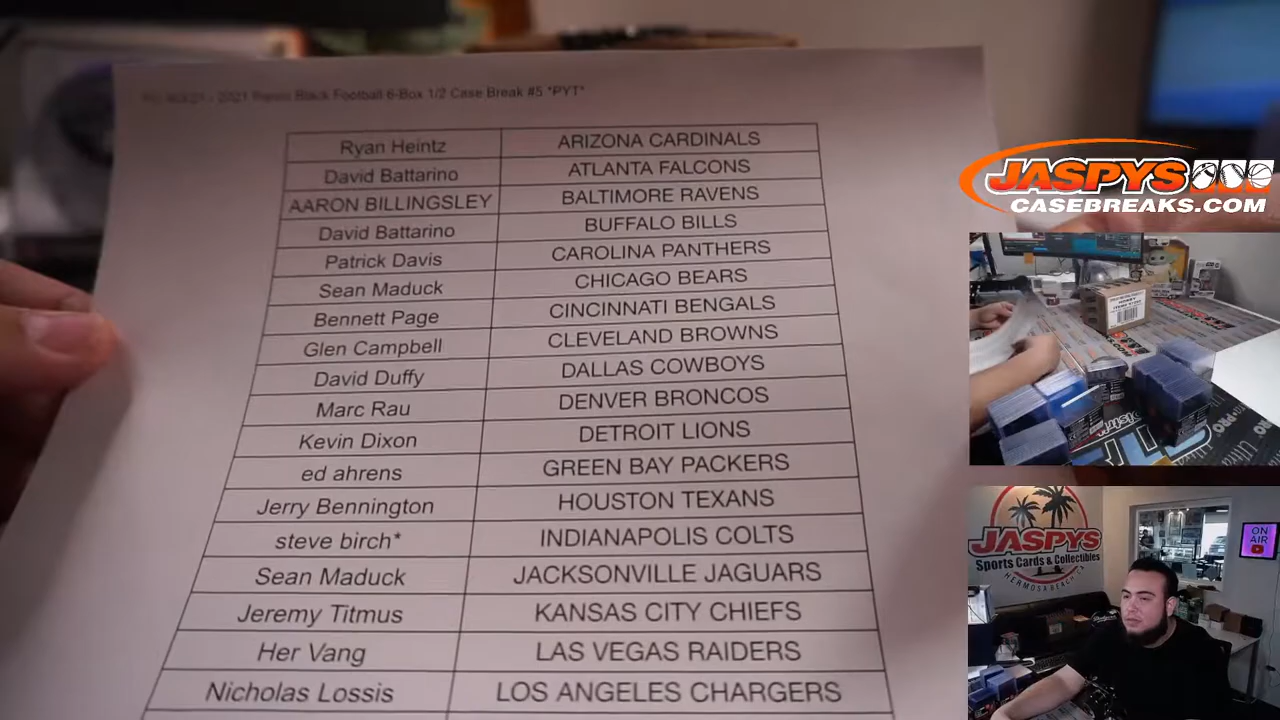 2021 Panini Black Football 6-Box 1/2 Case Break #5 *PYT*
Ryan Heintz ARIZONA CARDINALS
David Battarino ATLANTA FALCONS
AARON BILLINGSLEY BALTIMORE RAVENS
David Battarino BUFFALO BILLS
Patrick Davis CAROLINA PANTHERS
Sean Maduck CHICAGO BEARS
Bennett Page CINCINNATI BENGALS
Glen Campbell CLEVELAND BROWNS
David Duffy DALLAS COWBOYS
Marc Rau DENVER BRONCOS
Kevin Dixon DETROIT LIONS
ed ahrens GREEN BAY PACKERS
Jerry Bennington HOUSTON TEXANS
steve birch* INDIANAPOLIS COLTS
Sean Maduck JACKSONVILLE JAGUARS
Jeremy Titmus KANSAS CITY CHIEFS
Her Vang LAS VEGAS RAIDERS
Nicholas Lossis LOS ANGELES CHARGERS
JASPYS
CASEBREAKS.COM
JASPYS
Sports Cards & Collectibles
HERMOSA BEACH CA
ON
AIR